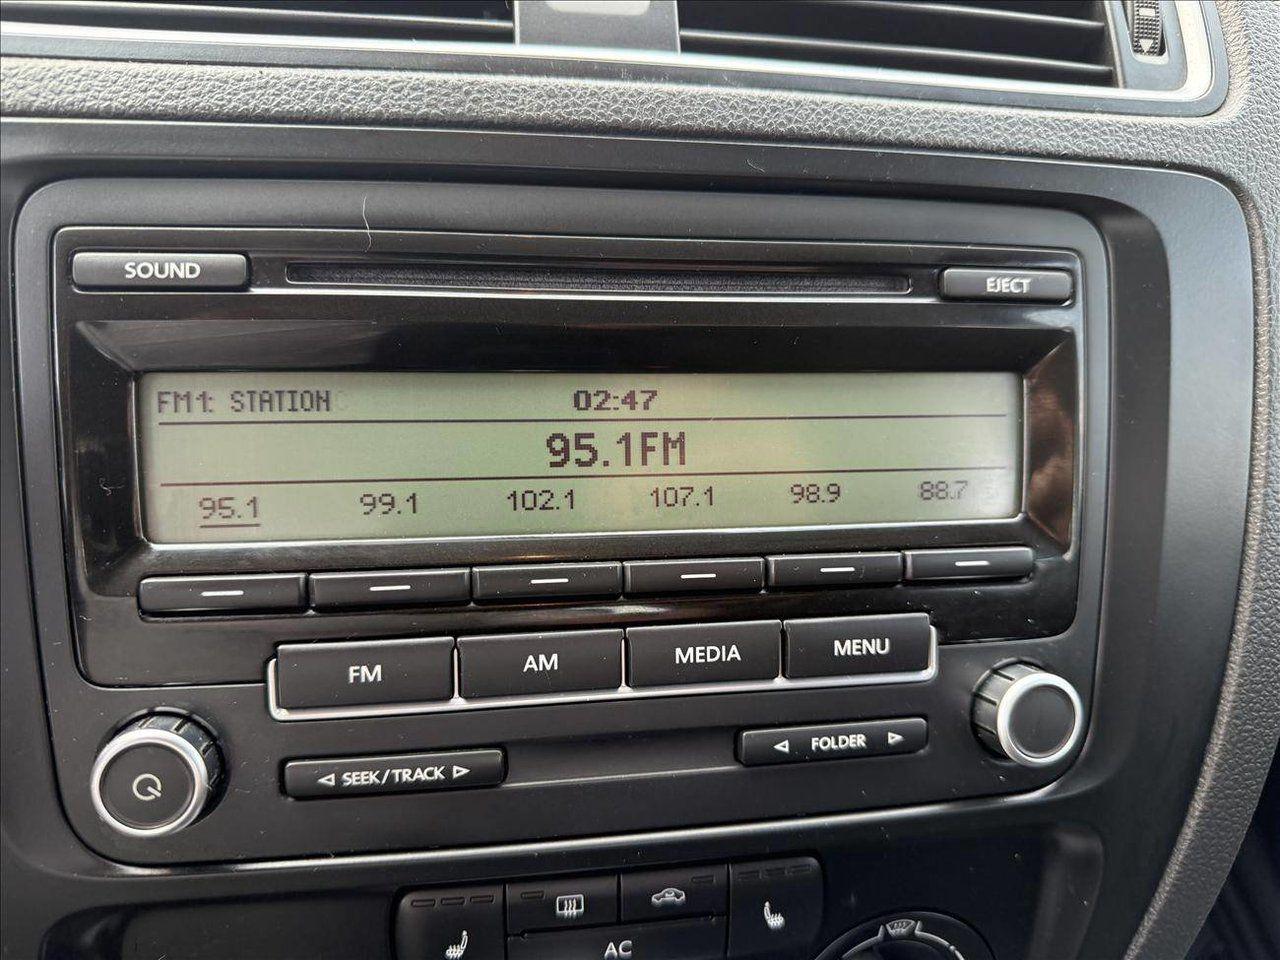 SOUND EJECT
FM1: STATION 02:47
95.1FM
95.1 99.1 102.1 107.1 98.9 88.7
FM AM MEDIA MENU
SEEK/TRACK FOLDER
AC